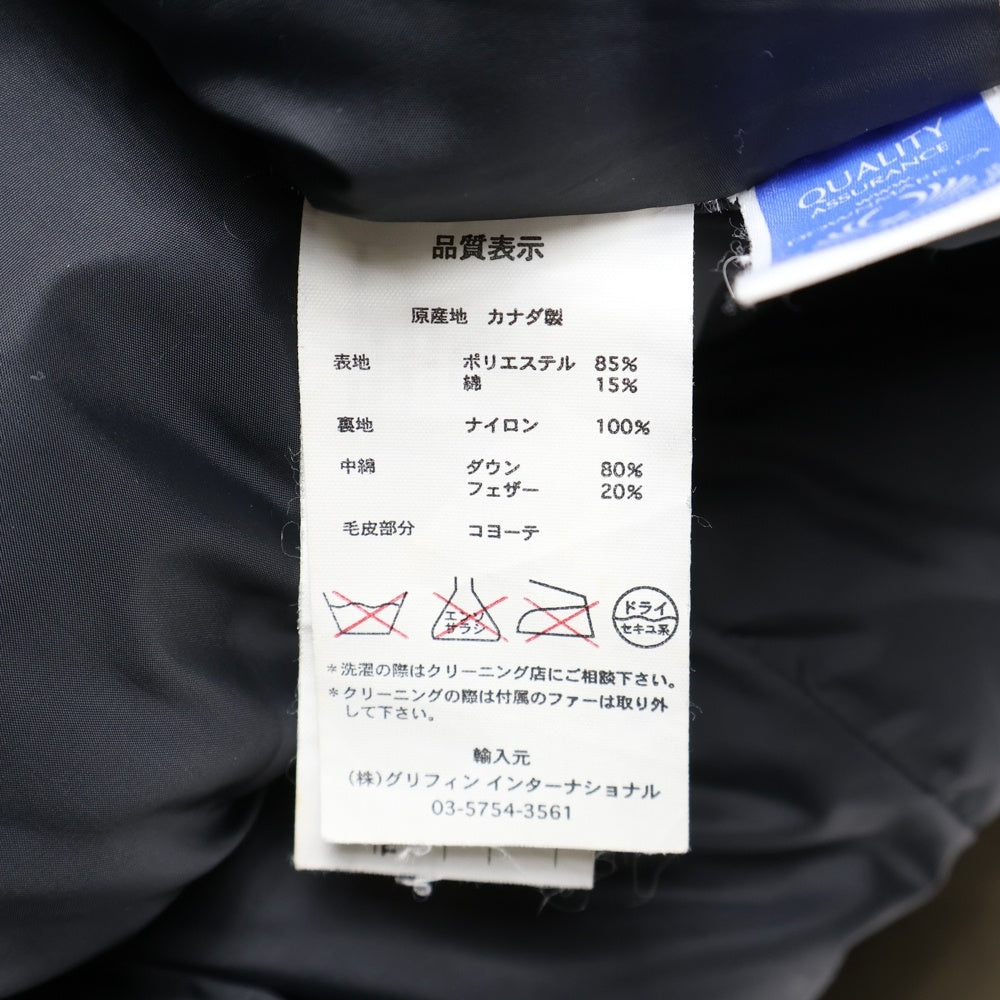 品質表示
原産地 カナダ製
表地 ポリエステル 85%
綿 15%
裏地 ナイロン 100%
中綿 ダウン 80%
フェザー 20%
毛皮部分 コヨーテ
エンソ
サラシ
ドライ
セキユ系
*洗濯の際はクリーニング店にご相談下さい。
*クリーニングの際は付属のファーは取り外
して下さい。
輸入元
(株)グリフィン インターナショナル
03-5754-3561
QUALITY
ASSURANCE